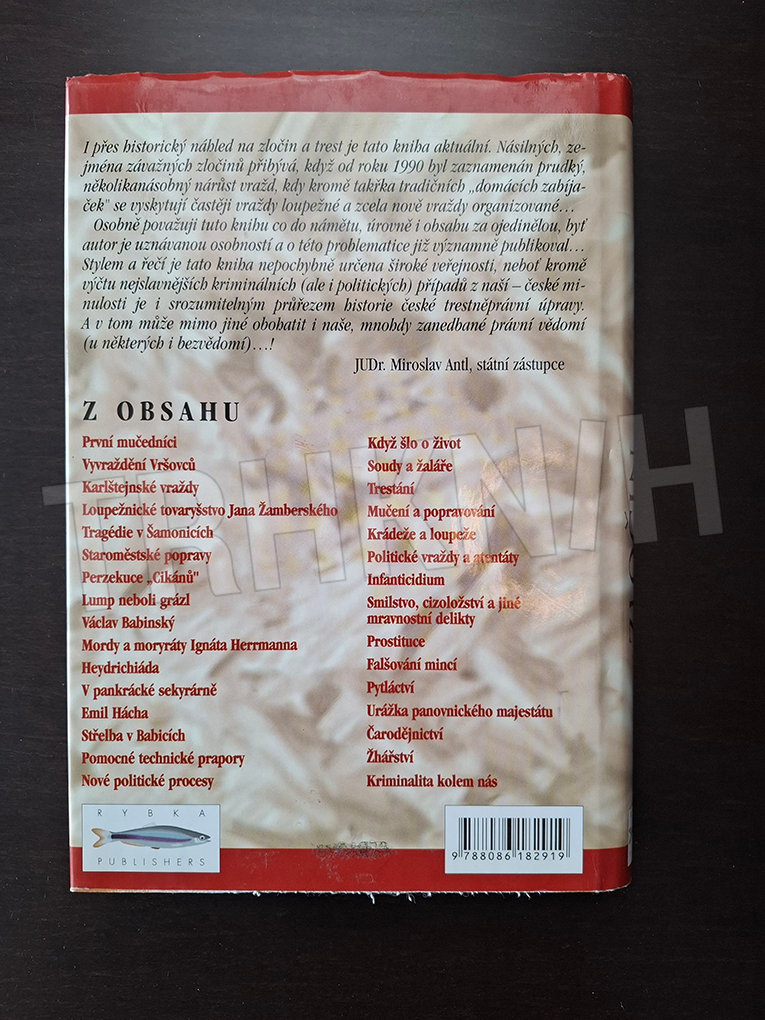 I přes historický náhled na zločin a trest je tato kniha aktuální. Násilných, ze-
jména závažných zločinů přibývá, když od roku 1990 byl zaznamenán prudký,
několikanásobný nárůst vražd, kdy kromě takřka tradičních „domácích zabíja-
ček" se vyskytují častěji vraždy loupežné a zcela nově vraždy organizované…
Osobně považuji tuto knihu co do námětu, úrovně i obsahu za ojedinělou, byť
autor je uznávanou osobností a o této problematice již významně publikoval…
Stylem a řečí je tato kniha nepochybně určena široké veřejnosti, neboť kromě
výčtu nejslavnějších kriminálních (ale i politických) případů z naší – české mi-
nulosti je i srozumitelným průřezem historie české trestněprávní úpravy.
A v tom může mimo jiné obohatit i naše, mnohdy zanedbané právní vědomí
(u některých i bezvědomí)…!
JUDr. Miroslav Antl, státní zástupce
Z OBSAHU
První mučedníci
Vyvraždění Vršovců
Karlštejnské vraždy
Loupežnické tovaryšstvo Jana Žamberského
Tragédie v Šamonicích
Staroměstské popravy
Perzekuce „Cikánů"
Lump neboli grázl
Václav Babinský
Mordy a moryráty Ignáta Herrmanna
Heydrichiáda
V pankrácké sekyrárně
Emil Hácha
Střelba v Babicích
Pomocné technické prapory
Nové politické procesy
Když šlo o život
Soudy a žaláře
Trestání
Mučení a popravování
Krádeže a loupeže
Politické vraždy a atentáty
Infanticidium
Smilstvo, cizoložství a jiné
mravnostní delikty
Prostituce
Falšování mincí
Pytláctví
Urážka panovnického majestátu
Čarodějnictví
Žhářství
Kriminalita kolem nás
RYBKA
PUBLISHERS
9 788086 182919
TRHKNIH